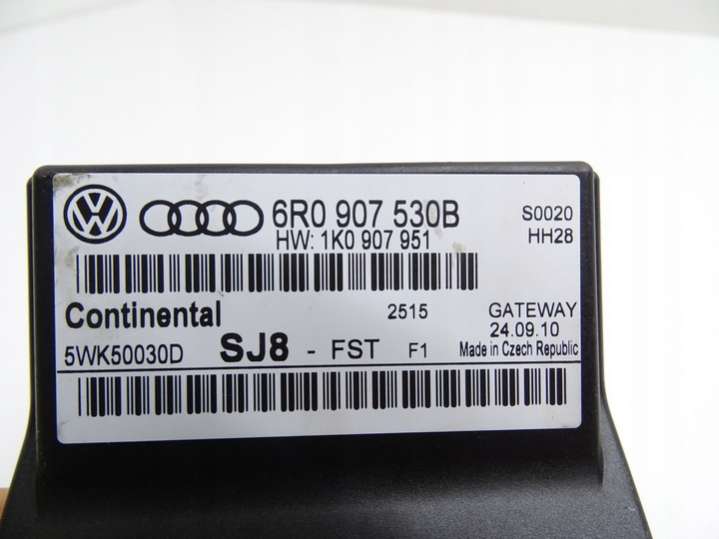 6R0 907 530B S0020
HW: 1K0 907 951 HH28
Continental 2515 GATEWAY
24.09.10
5WK50030D SJ8 - FST F1 Made in Czech Republic